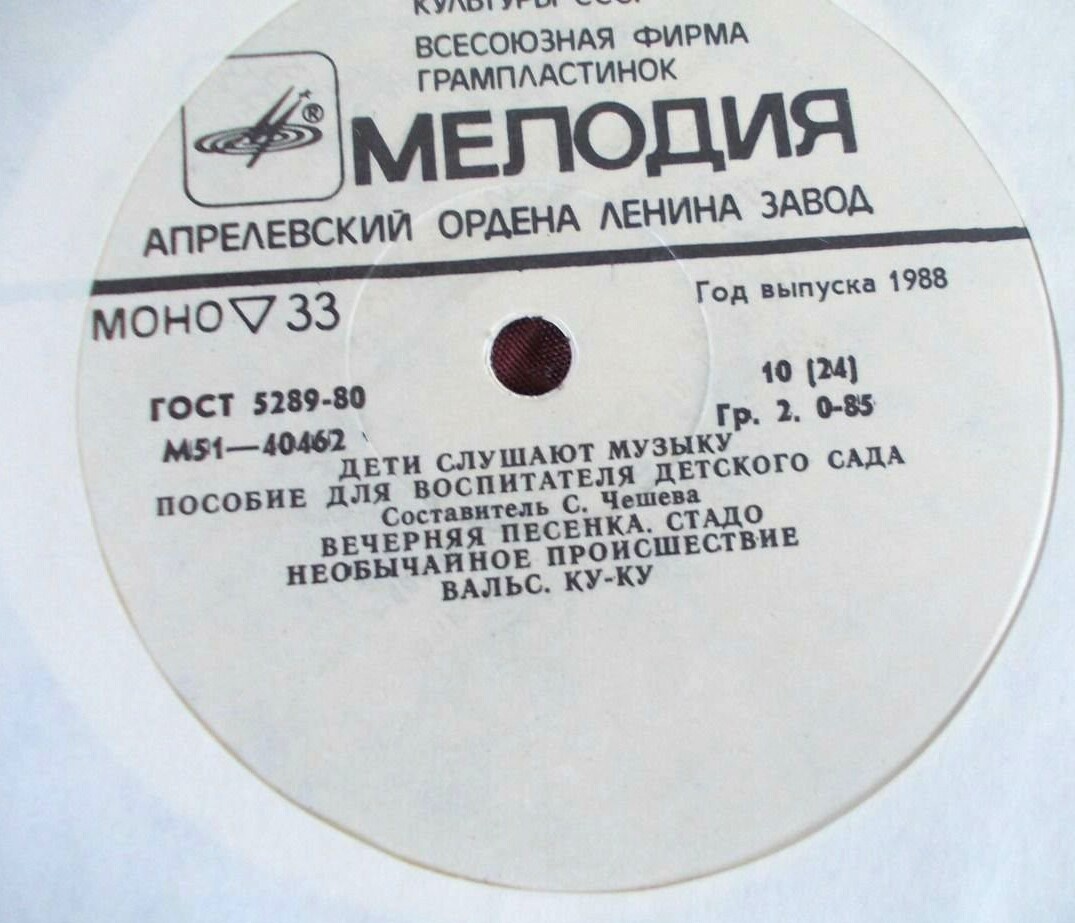 КУЛЬТУРЫ СССР
ВСЕСОЮЗНАЯ ФИРМА
ГРАМПЛАСТИНОК
®
МЕЛОДИЯ
АПРЕЛЕВСКИЙ ОРДЕНА ЛЕНИНА ЗАВОД
МОНО ▽ 33
Год выпуска 1988
ГОСТ 5289-80
10 (24)
М51—40462
Гр. 2. 0-85
ДЕТИ СЛУШАЮТ МУЗЫКУ
ПОСОБИЕ ДЛЯ ВОСПИТАТЕЛЯ ДЕТСКОГО САДА
Составитель С. Чешева
ВЕЧЕРНЯЯ ПЕСЕНКА. СТАДО
НЕОБЫЧАЙНОЕ ПРОИСШЕСТВИЕ
ВАЛЬС. КУ-КУ